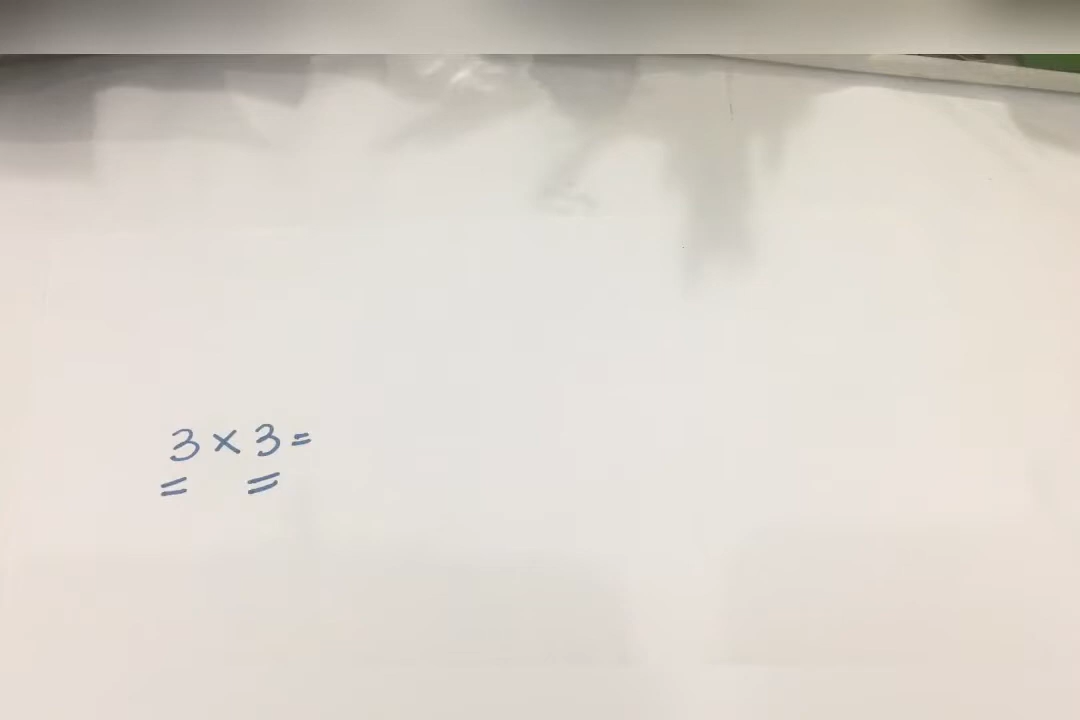 3 × 3 =